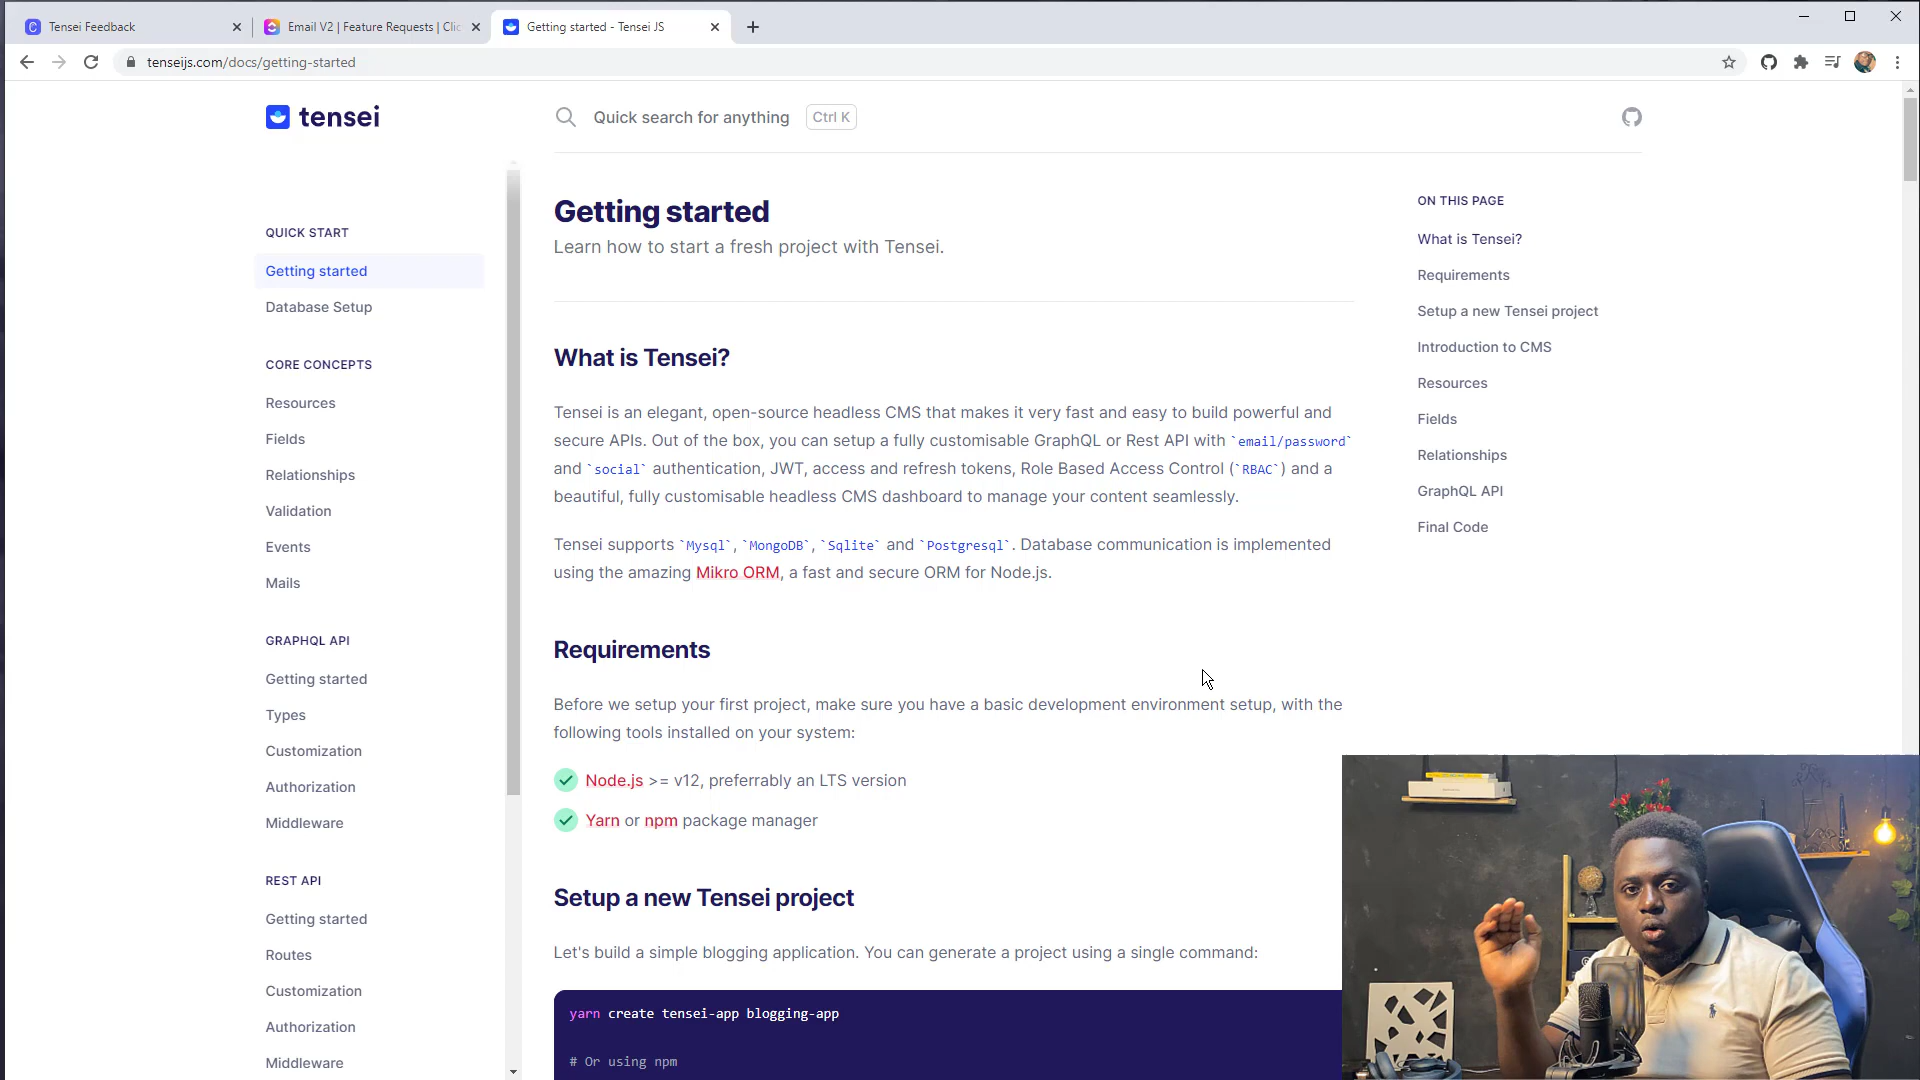 Tensei Feedback
Email V2 | Feature Requests | Clic
Getting started - Tensei JS
tenseijs.com/docs/getting-started
tensei
Quick search for anything
Ctrl K
QUICK START
Getting started
Database Setup
CORE CONCEPTS
Resources
Fields
Relationships
Validation
Events
Mails
GRAPHQL API
Getting started
Types
Customization
Authorization
Middleware
REST API
Getting started
Routes
Customization
Authorization
Middleware
Getting started
Learn how to start a fresh project with Tensei.
What is Tensei?
Tensei is an elegant, open-source headless CMS that makes it very fast and easy to build powerful and
secure APIs. Out of the box, you can setup a fully customisable GraphQL or Rest API with `email/password`
and `social` authentication, JWT, access and refresh tokens, Role Based Access Control (`RBAC`) and a
beautiful, fully customisable headless CMS dashboard to manage your content seamlessly.
Tensei supports `Mysql`, `MongoDB`, `Sqlite` and `Postgresql`. Database communication is implemented
using the amazing Mikro ORM, a fast and secure ORM for Node.js.
Requirements
Before we setup your first project, make sure you have a basic development environment setup, with the
following tools installed on your system:
Node.js >= v12, preferrably an LTS version
Yarn or npm package manager
Setup a new Tensei project
Let's build a simple blogging application. You can generate a project using a single command:
yarn create tensei-app blogging-app
# Or using npm
ON THIS PAGE
What is Tensei?
Requirements
Setup a new Tensei project
Introduction to CMS
Resources
Fields
Relationships
GraphQL API
Final Code